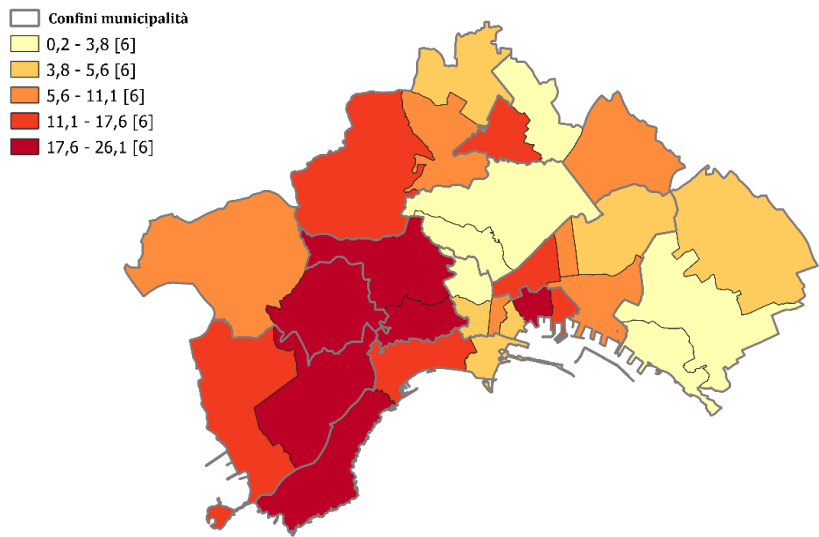 Confini municipalità
0,2 - 3,8 [6]
3,8 - 5,6 [6]
5,6 - 11,1 [6]
11,1 - 17,6 [6]
17,6 - 26,1 [6]